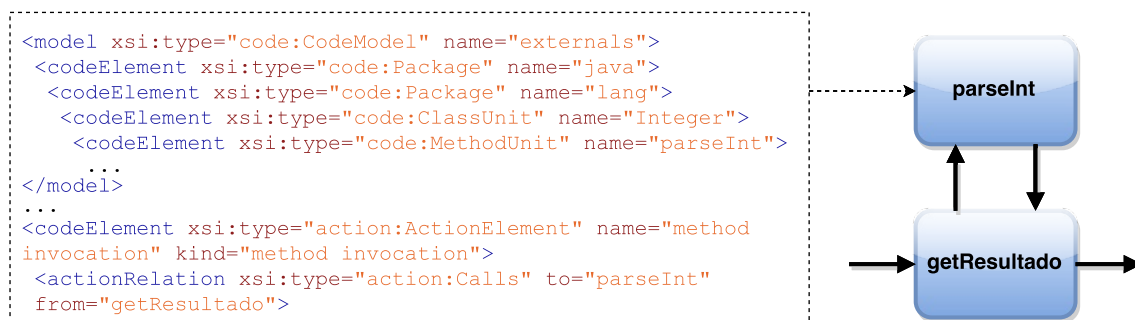 <model xsi:type="code:CodeModel" name="externals">
<codeElement xsi:type="code:Package" name="java">
<codeElement xsi:type="code:Package" name="lang">
<codeElement xsi:type="code:ClassUnit" name="Integer">
<codeElement xsi:type="code:MethodUnit" name="parseInt">
...
</model>
...
<codeElement xsi:type="action:ActionElement" name="method
invocation" kind="method invocation">
<actionRelation xsi:type="action:Calls" to="parseInt"
from="getResultado">
parseInt
getResultado